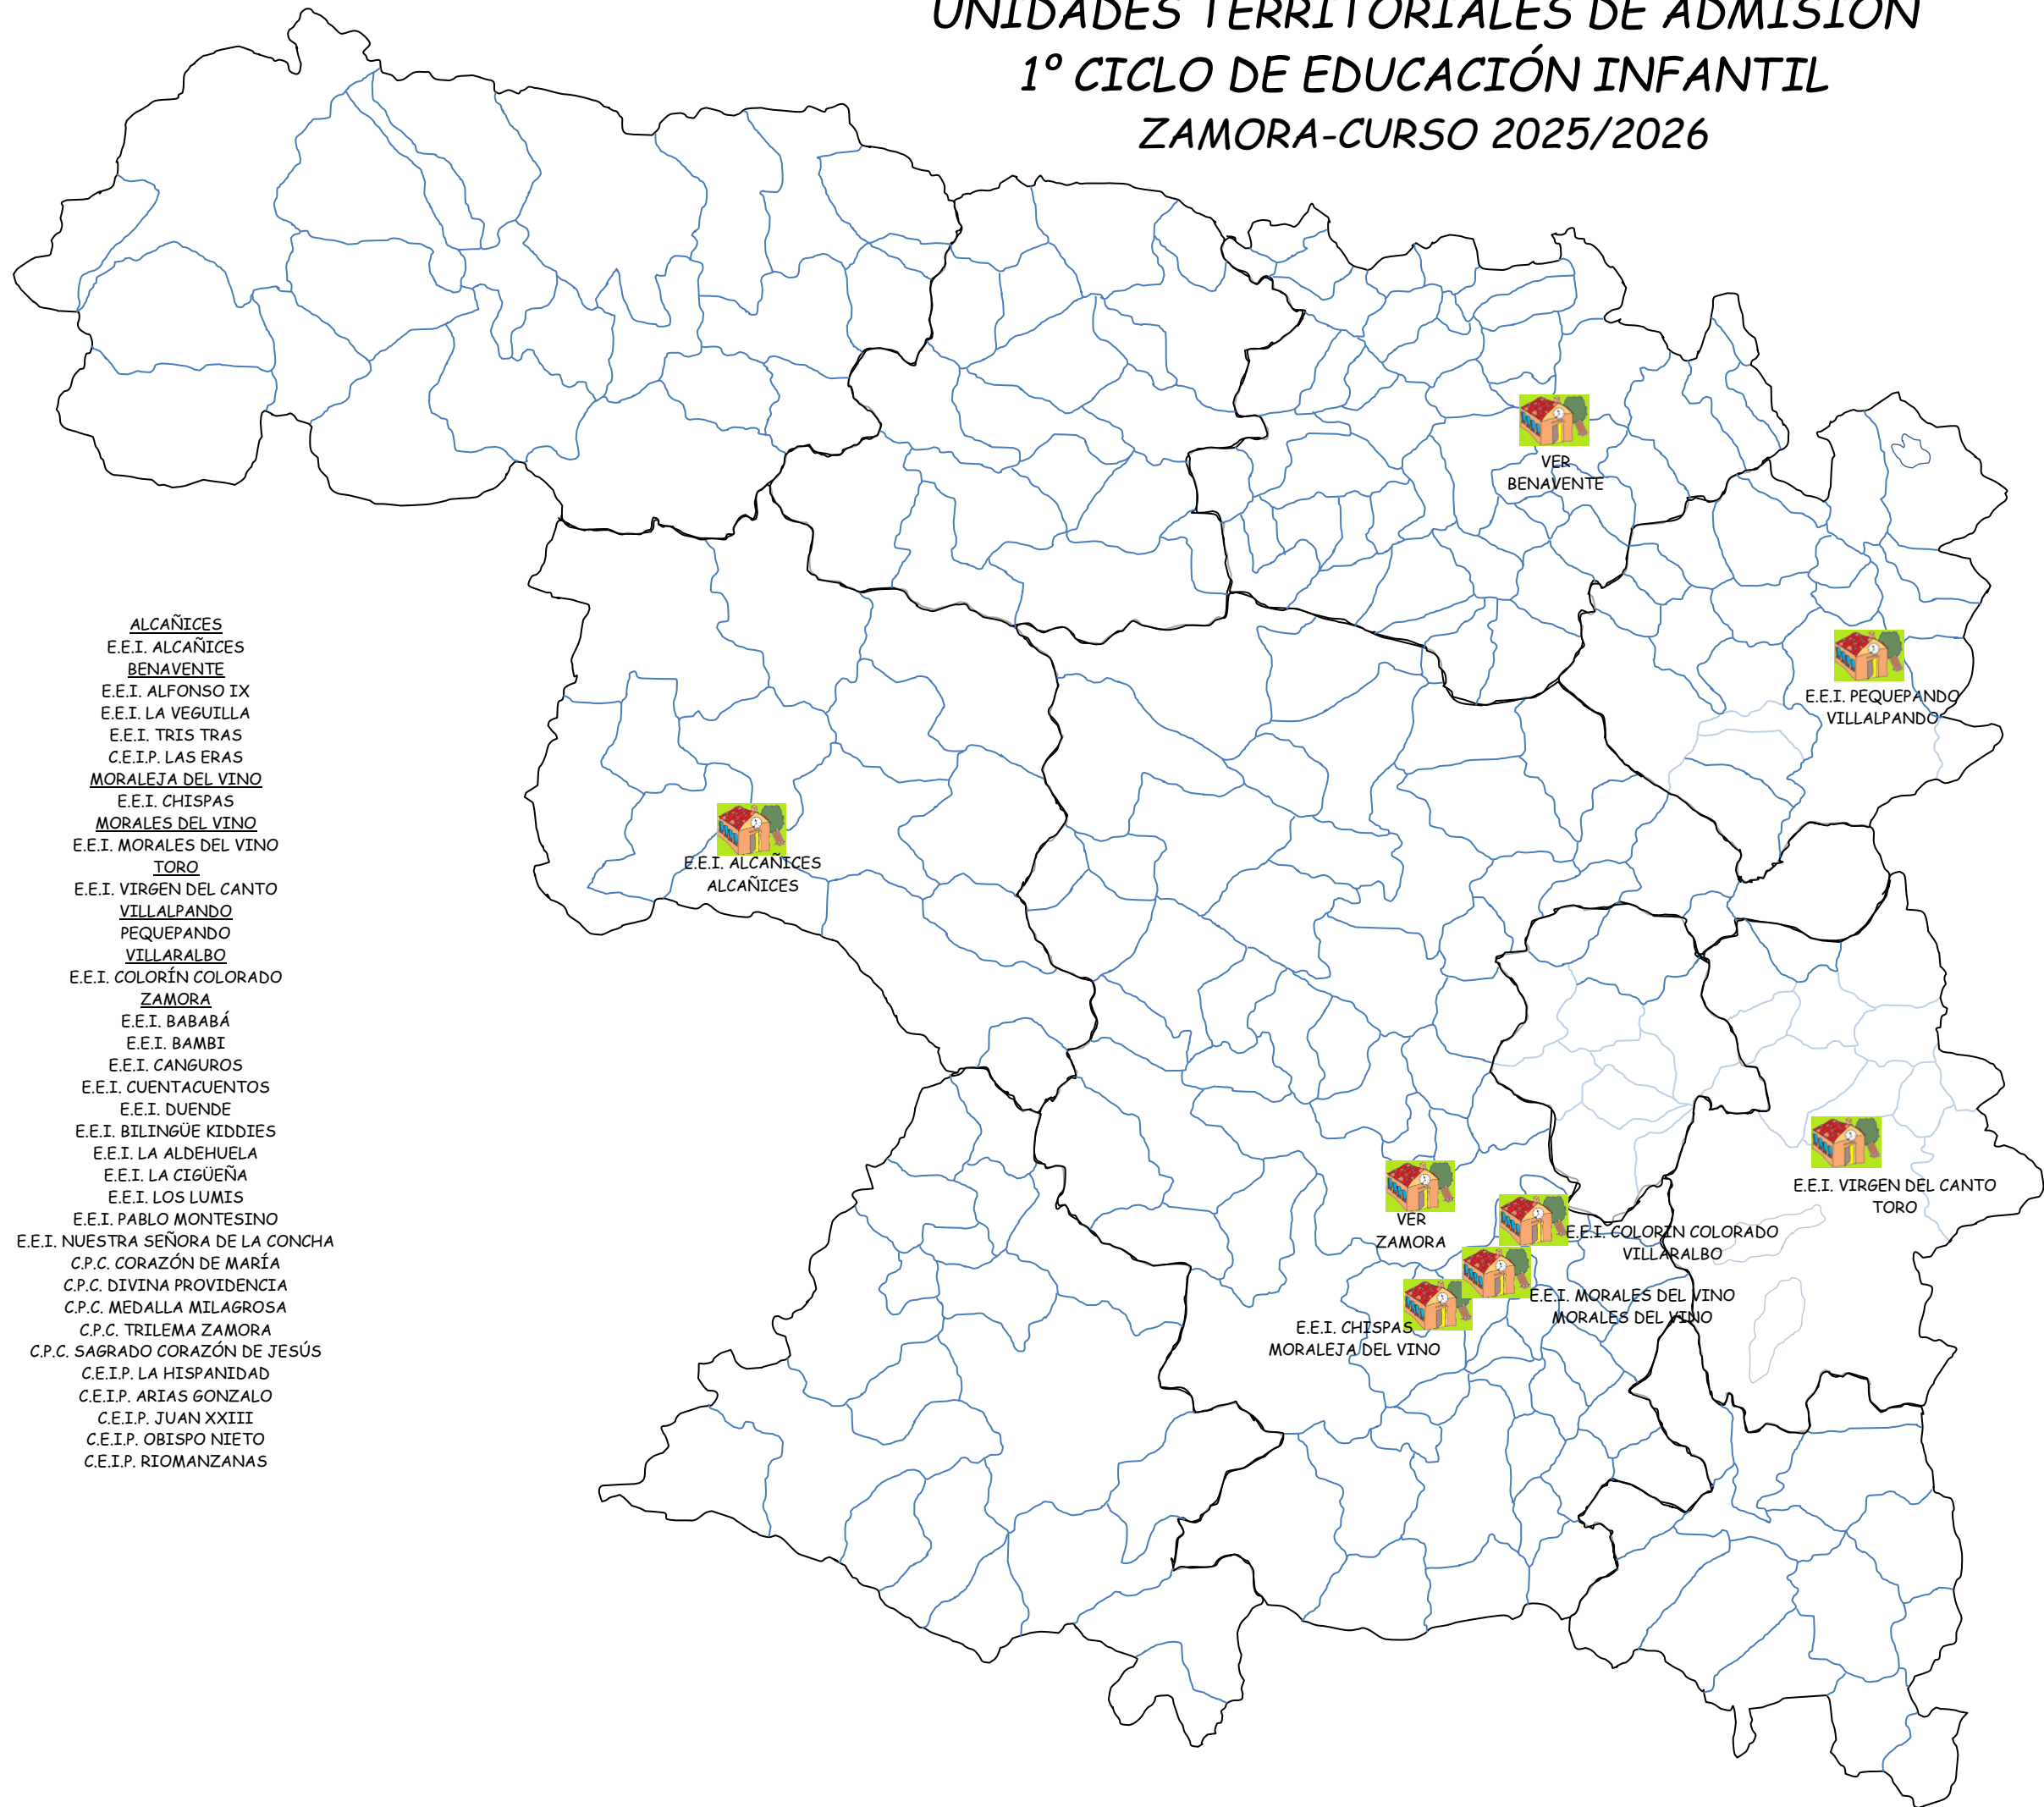 UNIDADES TERRITORIALES DE ADMISIÓN
1º CICLO DE EDUCACIÓN INFANTIL
ZAMORA-CURSO 2025/2026
VER
BENAVENTE
E.E.I. PEQUEPANDO
VILLALPANDO
E.E.I. ALCAÑICES
ALCAÑICES
E.E.I. VIRGEN DEL CANTO
TORO
VER
ZAMORA
E.E.I. COLORÍN COLORADO
VILLARALBO
E.E.I. MORALES DEL VINO
MORALES DEL VINO
E.E.I. CHISPAS
MORALEJA DEL VINO
ALCAÑICES
E.E.I. ALCAÑICES
BENAVENTE
E.E.I. ALFONSO IX
E.E.I. LA VEGUILLA
E.E.I. TRIS TRAS
C.E.I.P. LAS ERAS
MORALEJA DEL VINO
E.E.I. CHISPAS
MORALES DEL VINO
E.E.I. MORALES DEL VINO
TORO
E.E.I. VIRGEN DEL CANTO
VILLALPANDO
PEQUEPANDO
VILLARALBO
E.E.I. COLORÍN COLORADO
ZAMORA
E.E.I. BABABÁ
E.E.I. BAMBI
E.E.I. CANGUROS
E.E.I. CUENTACUENTOS
E.E.I. DUENDE
E.E.I. BILINGÜE KIDDIES
E.E.I. LA ALDEHUELA
E.E.I. LA CIGÜEÑA
E.E.I. LOS LUMIS
E.E.I. PABLO MONTESINO
E.E.I. NUESTRA SEÑORA DE LA CONCHA
C.P.C. CORAZÓN DE MARÍA
C.P.C. DIVINA PROVIDENCIA
C.P.C. MEDALLA MILAGROSA
C.P.C. TRILEMA ZAMORA
C.P.C. SAGRADO CORAZÓN DE JESÚS
C.E.I.P. LA HISPANIDAD
C.E.I.P. ARIAS GONZALO
C.E.I.P. JUAN XXIII
C.E.I.P. OBISPO NIETO
C.E.I.P. RIOMANZANAS